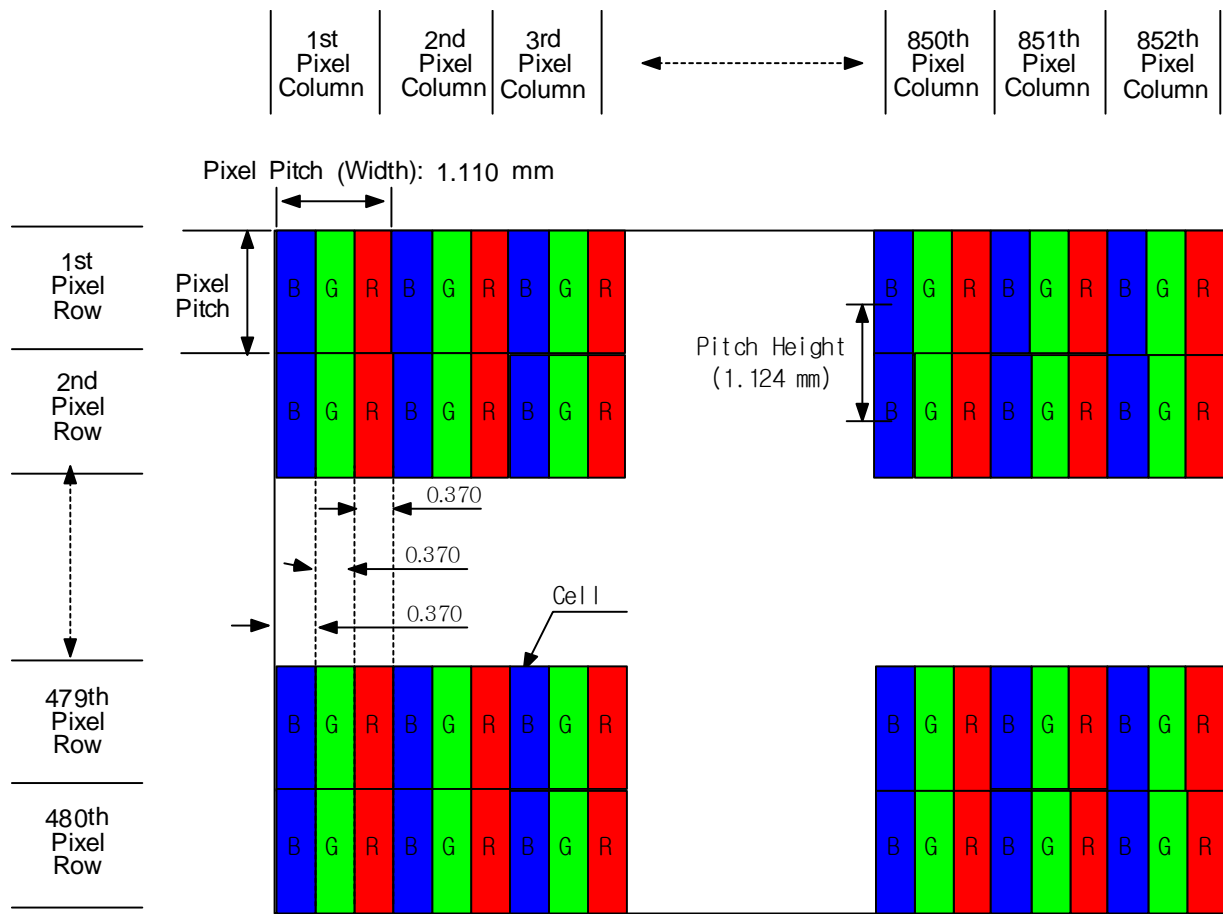 1st
Pixel
Column
2nd
Pixel
Column
3rd
Pixel
Column
850th
Pixel
Column
851th
Pixel
Column
852th
Pixel
Column
Pixel Pitch (Width): 1.110 mm
1st
Pixel
Row
Pixel
Pitch
B G R B G R B G R
B G R B G R B G R
Pitch Height
(1.124 mm)
2nd
Pixel
Row
B G R B G R B G R
B G R B G R B G R
0.370
0.370
0.370
Cell
479th
Pixel
Row
B G R B G R B G R
B G R B G R B G R
480th
Pixel
Row
B G R B G R B G R
B G R B G R B G R